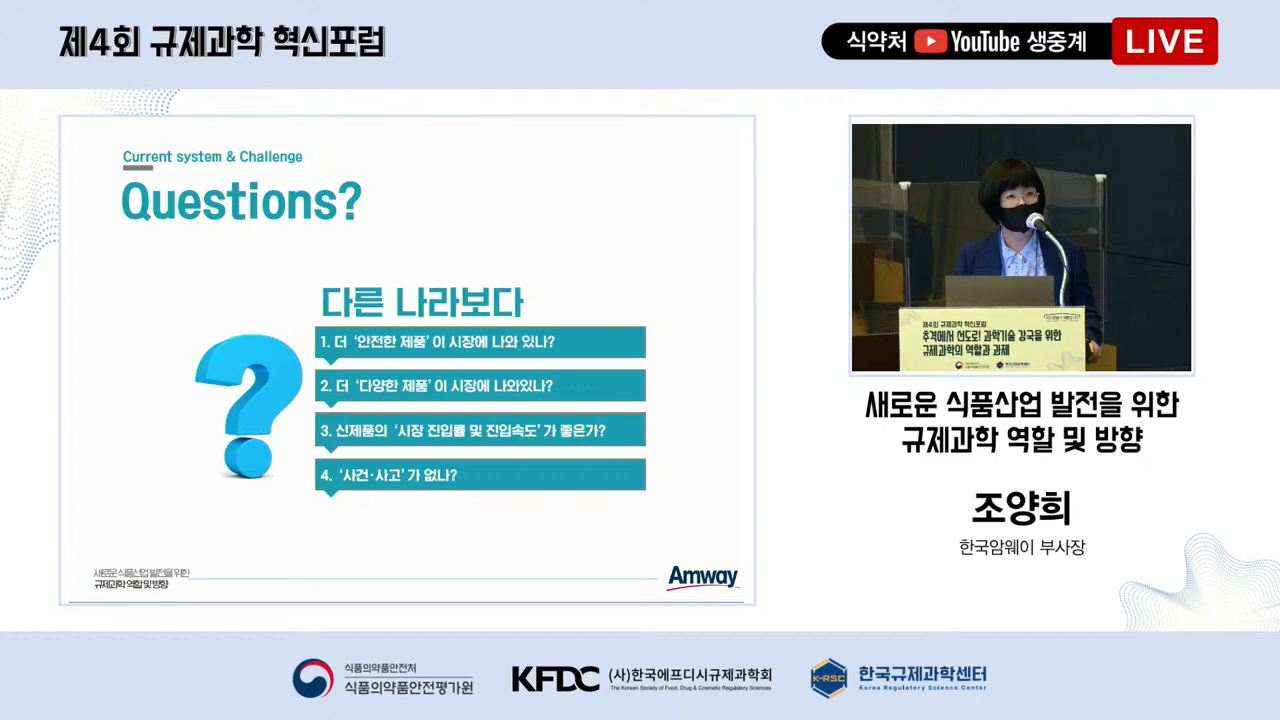 제4회 규제과학 혁신포럼
식약처 YouTube 생중계 LIVE
Current system & Challenge
Questions?
다른 나라보다
1. 더 ‘안전한 제품’이 시장에 나와 있나?
2. 더 ‘다양한 제품’이 시장에 나와있나?
3. 신제품의 ‘시장 진입률 및 진입속도’가 좋은가?
4. ‘사건·사고’가 없나?
새로운 식품산업 발전을 위한
규제과학 역할 및 방향
Amway
제4회 규제과학 혁신포럼
추격에서 선도로! 과학기술 강국을 위한
규제과학의 역할과 과제
새로운 식품산업 발전을 위한
규제과학 역할 및 방향
조양희
한국암웨이 부사장
식품의약품안전처
식품의약품안전평가원
KFDC (사)한국에프디시규제과학회
The Korean Society of Food, Drug & Cosmetic Regulatory Sciences
K-RSC 한국규제과학센터
Korea Regulatory Science Center